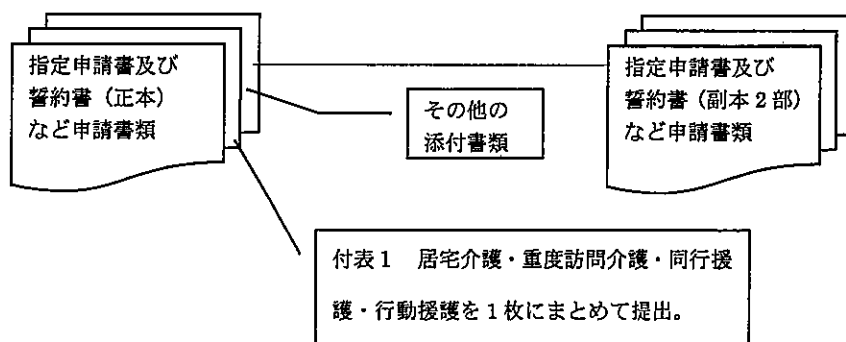 指定申請書及び
誓約書（正本）
など申請書類
その他の
添付書類
指定申請書及び
誓約書（副本２部）
など申請書類
付表１　居宅介護・重度訪問介護・同行援
護・行動援護を１枚にまとめて提出。